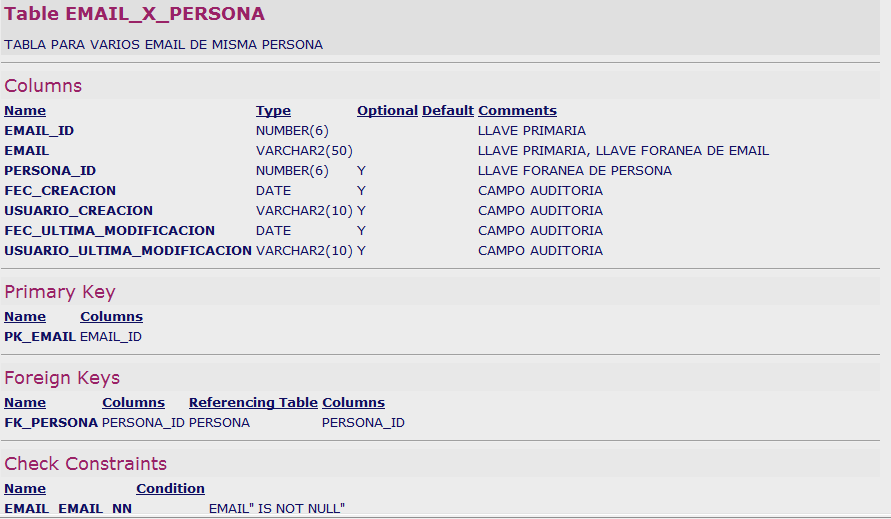 Table EMAIL_X_PERSONA
TABLA PARA VARIOS EMAIL DE MISMA PERSONA
Columns
Name Type Optional Default Comments
EMAIL_ID NUMBER(6) LLAVE PRIMARIA
EMAIL VARCHAR2(50) LLAVE PRIMARIA, LLAVE FORANEA DE EMAIL
PERSONA_ID NUMBER(6) Y LLAVE FORANEA DE PERSONA
FEC_CREACION DATE Y CAMPO AUDITORIA
USUARIO_CREACION VARCHAR2(10) Y CAMPO AUDITORIA
FEC_ULTIMA_MODIFICACION DATE Y CAMPO AUDITORIA
USUARIO_ULTIMA_MODIFICACION VARCHAR2(10) Y CAMPO AUDITORIA
Primary Key
Name Columns
PK_EMAIL EMAIL_ID
Foreign Keys
Name Columns Referencing Table Columns
FK_PERSONA PERSONA_ID PERSONA PERSONA_ID
Check Constraints
Name Condition
EMAIL_EMAIL_NN EMAIL" IS NOT NULL"